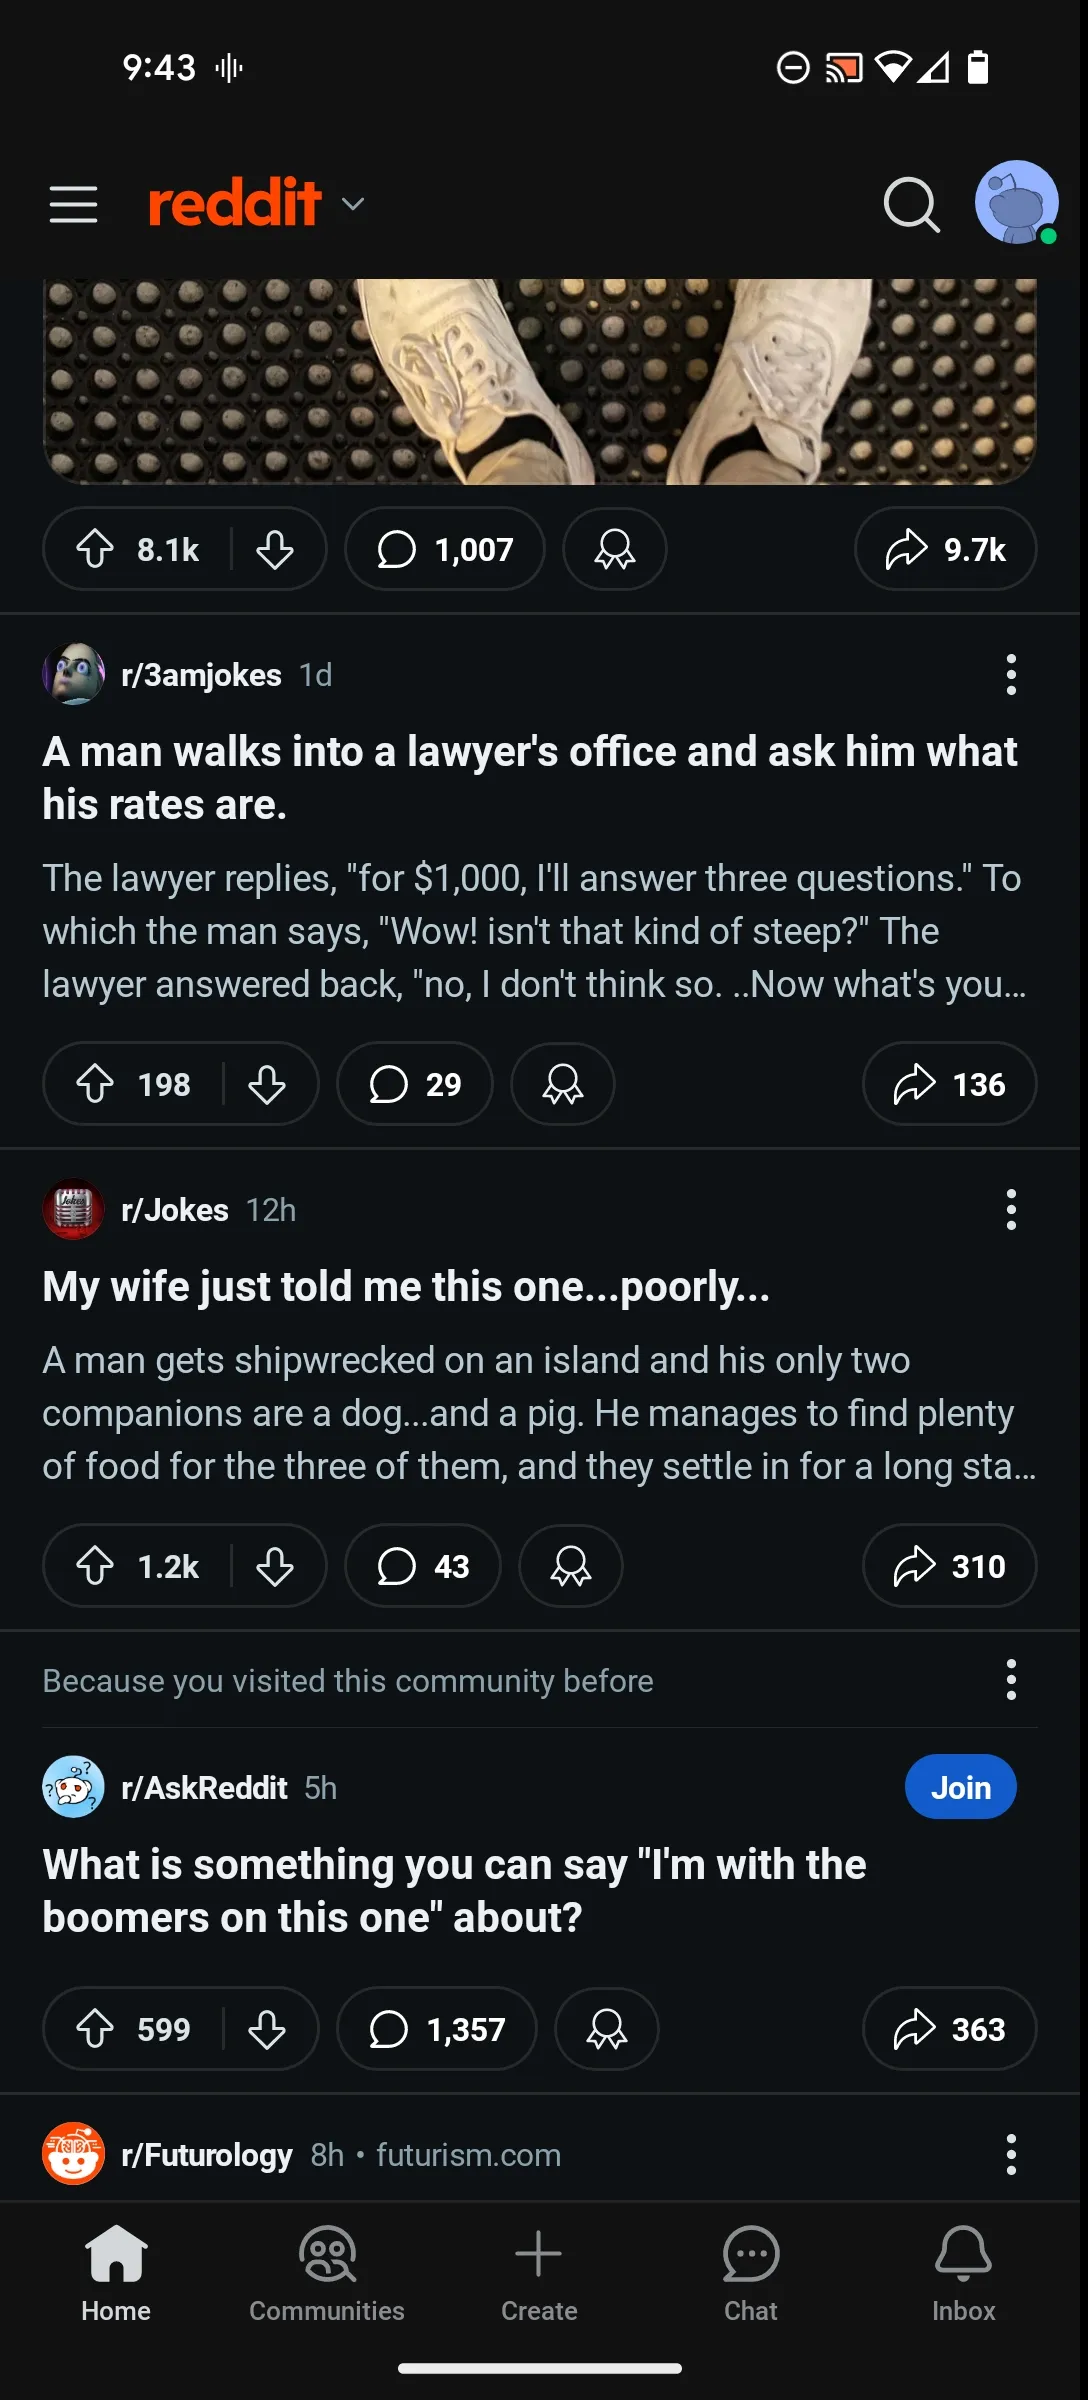 9:43
reddit
8.1k
1,007
9.7k
r/3amjokes 1d
A man walks into a lawyer's office and ask him what
his rates are.
The lawyer replies, "for $1,000, I'll answer three questions." To
which the man says, "Wow! isn't that kind of steep?" The
lawyer answered back, "no, I don't think so. ..Now what's you...
198
29
136
r/Jokes 12h
My wife just told me this one...poorly...
A man gets shipwrecked on an island and his only two
companions are a dog...and a pig. He manages to find plenty
of food for the three of them, and they settle in for a long sta...
1.2k
43
310
Because you visited this community before
r/AskReddit 5h
Join
What is something you can say "I'm with the
boomers on this one" about?
599
1,357
363
r/Futurology 8h • futurism.com
Home
Communities
Create
Chat
Inbox